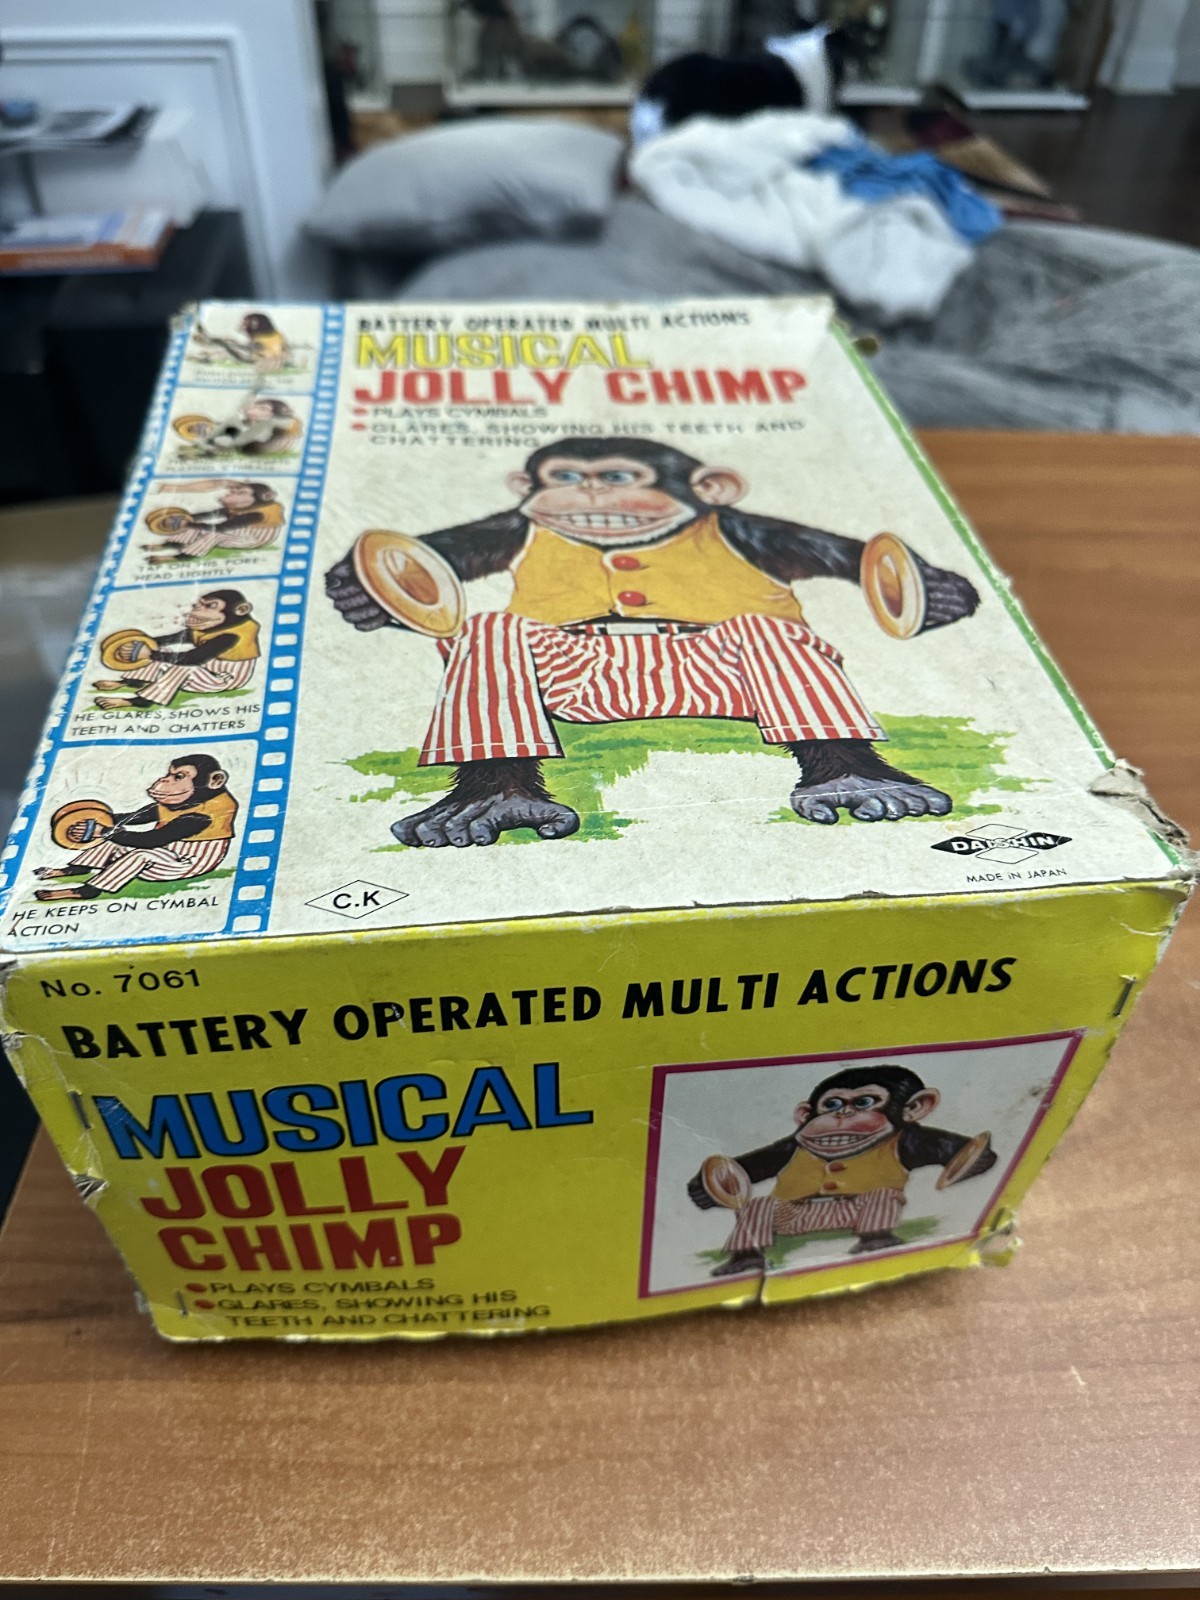 BATTERY OPERATED MULTI ACTIONS
MUSICAL
JOLLY CHIMP
• PLAYS CYMBALS
• GLARES, SHOWING HIS TEETH AND
CHATTERING
TAP ON HIS FORE-
HEAD LIGHTLY
HE GLARES, SHOWS HIS
TEETH AND CHATTERS
HE KEEPS ON CYMBAL
ACTION
C.K
DAISHIN
MADE IN JAPAN
No. 7061
BATTERY OPERATED MULTI ACTIONS
MUSICAL
JOLLY
CHIMP
• PLAYS CYMBALS
• GLARES, SHOWING HIS
TEETH AND CHATTERING